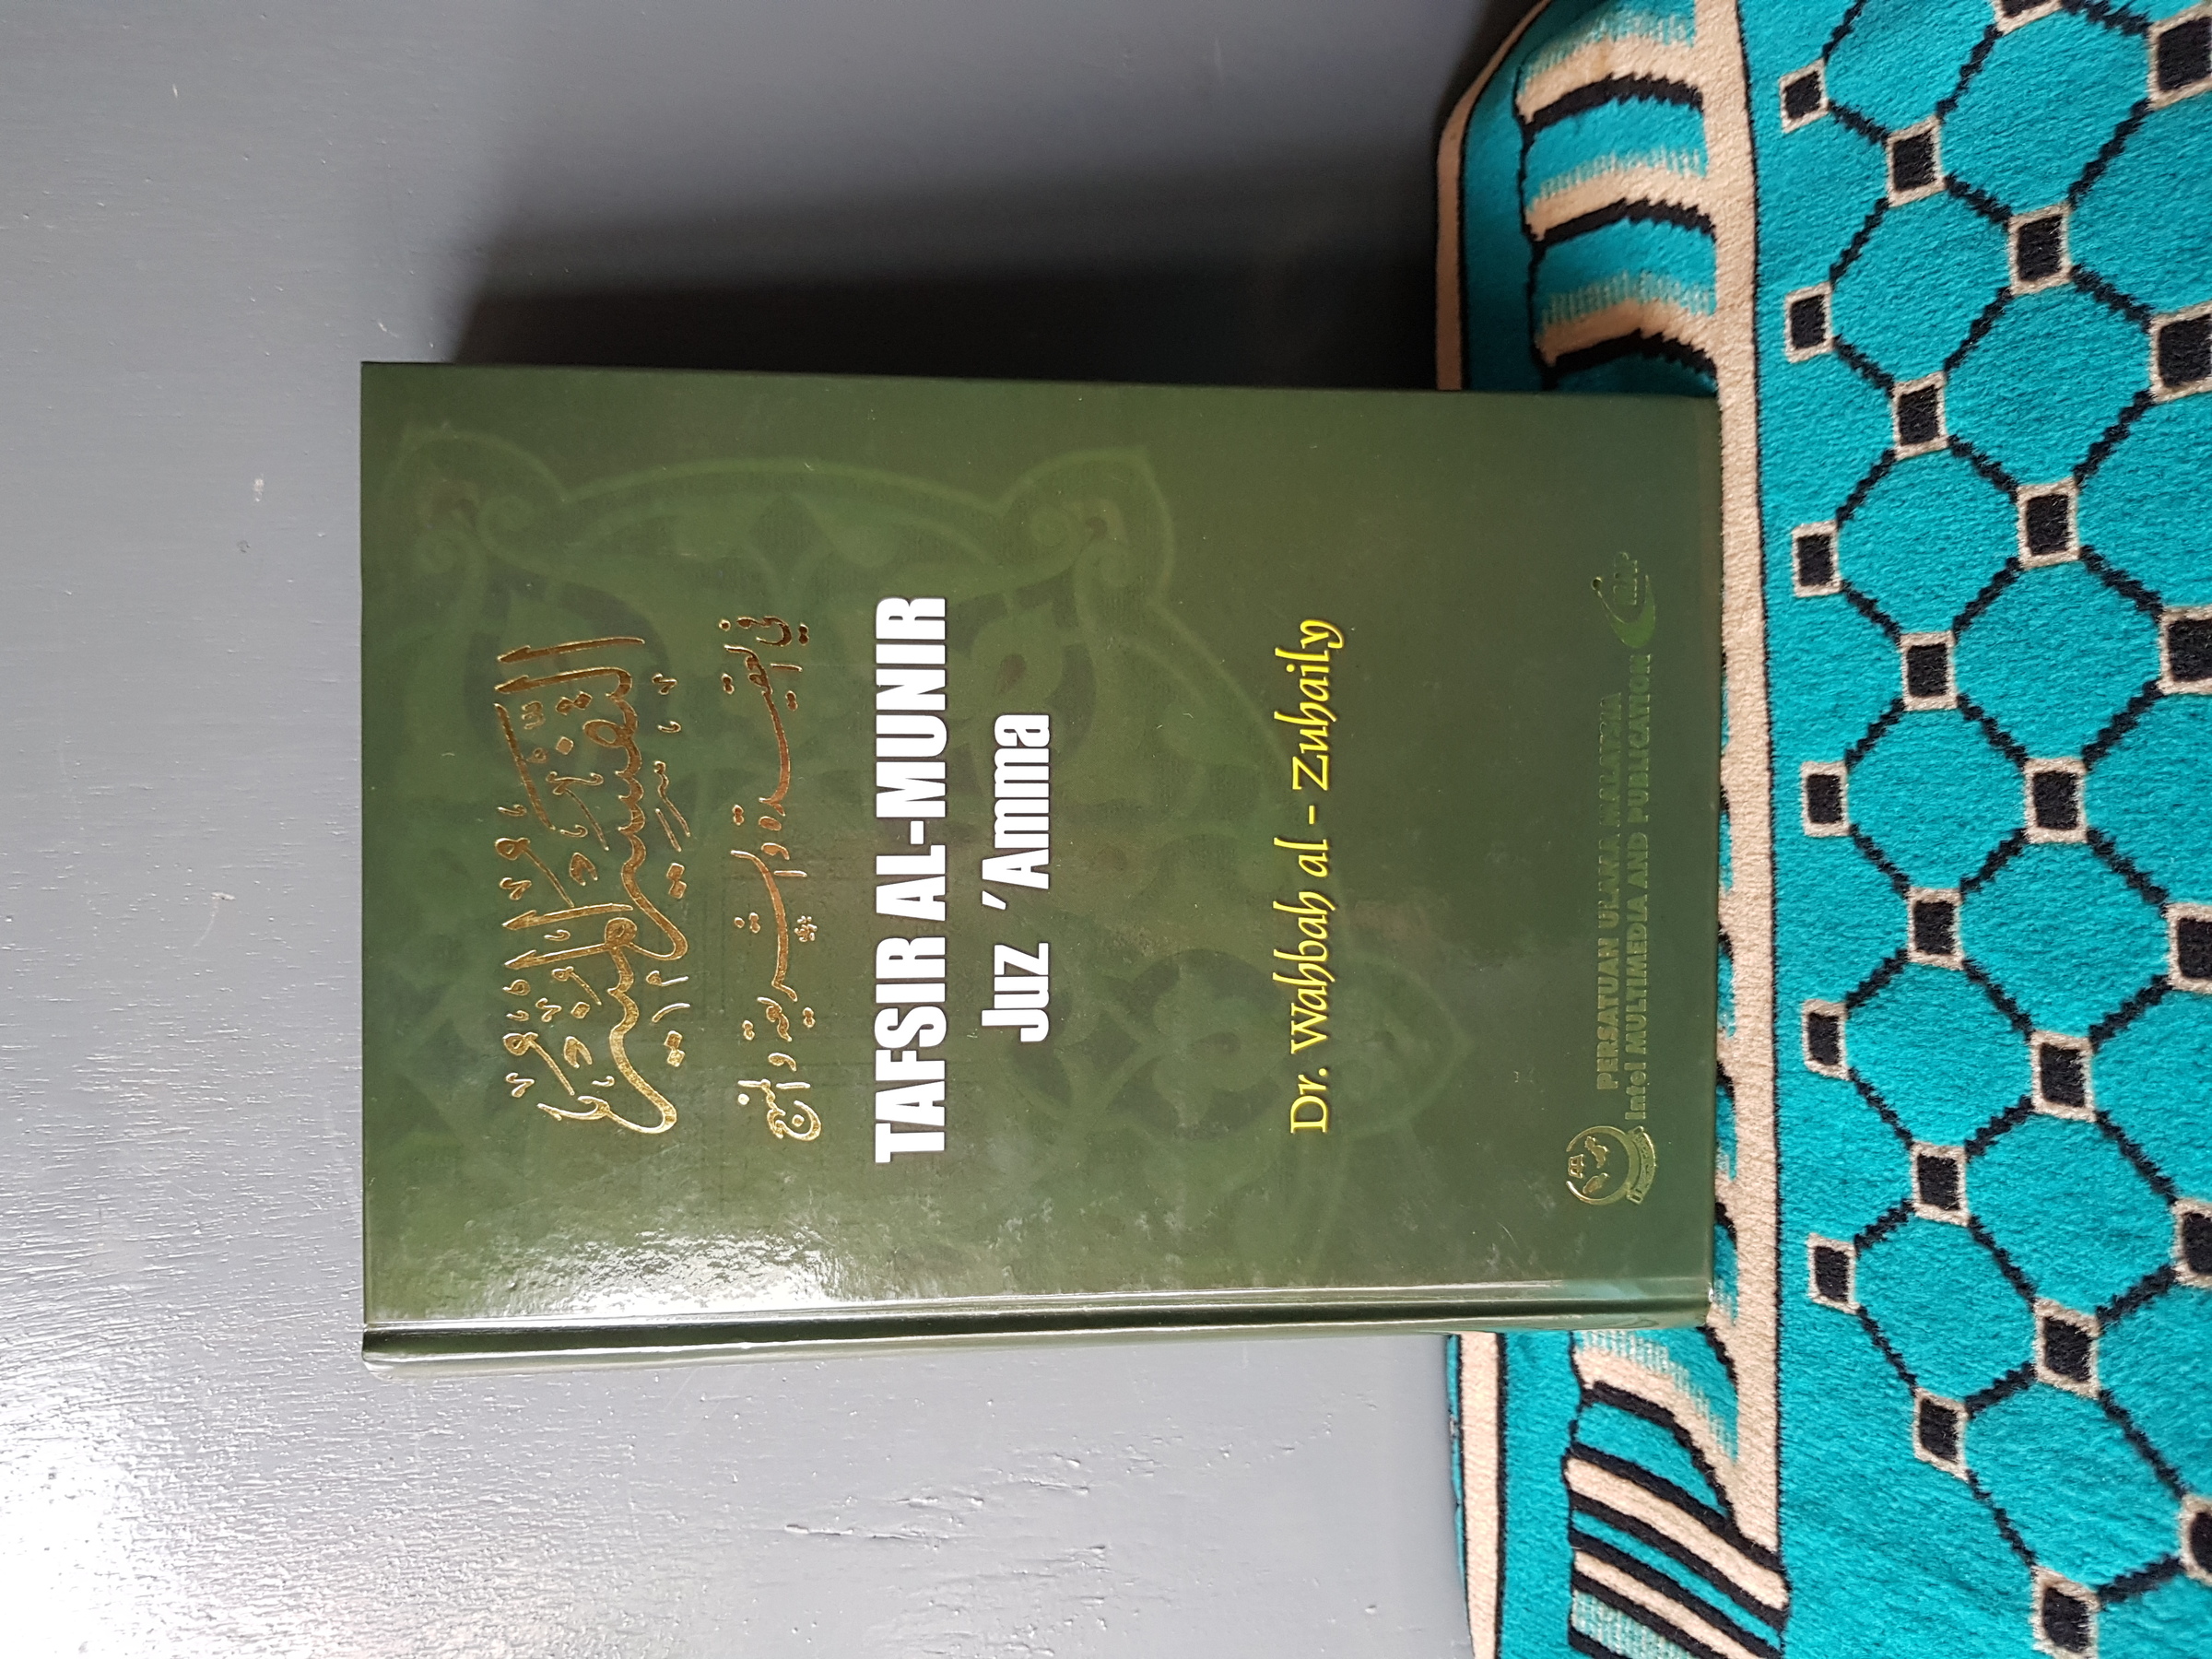 التفسير المنير
في العقيدة والشريعة والمنهج
TAFSIR AL-MUNIR
Juz 'Amma
Dr. Wahbah al - Zuhaily
PERSATUAN ULAMA MALAYSIA
Intel MULTIMEDIA AND PUBLICATION